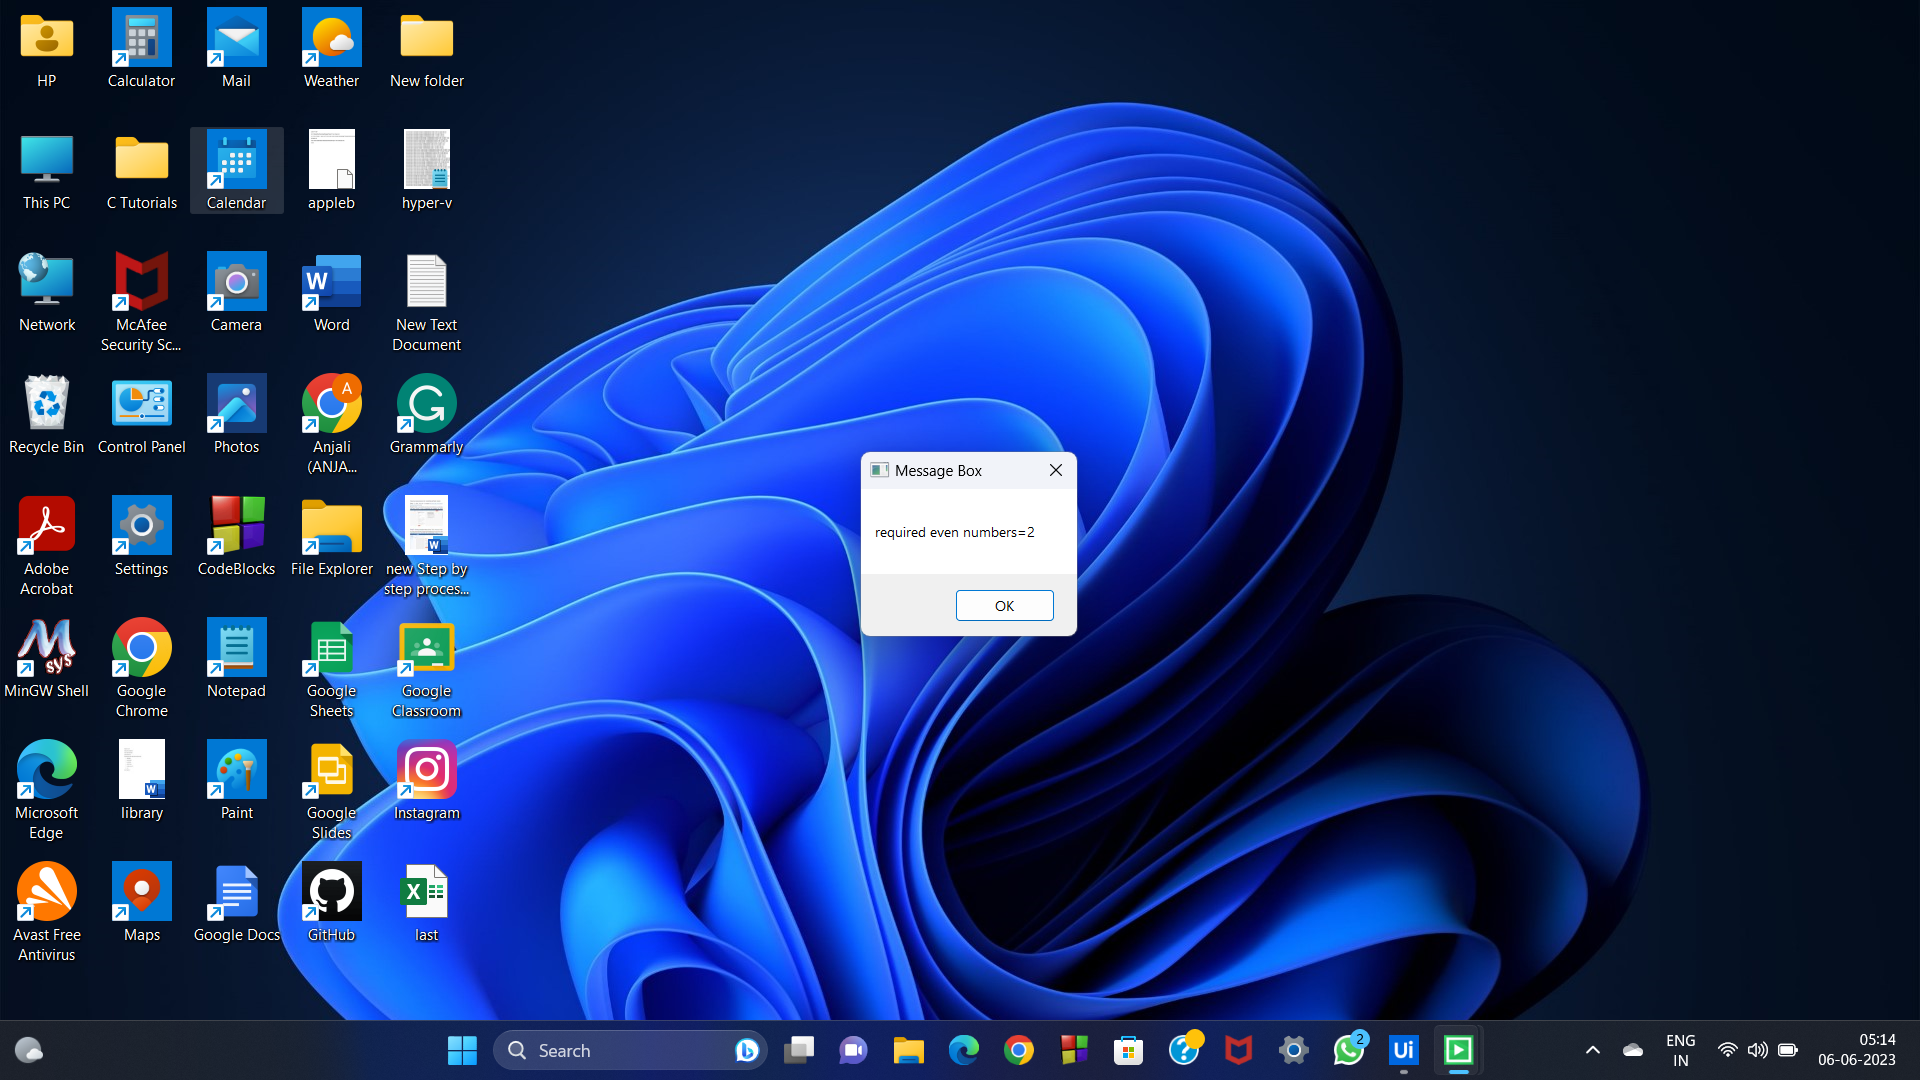 HP
Calculator
Mail
Weather
New folder
This PC
C Tutorials
Calendar
appleb
hyper-v
Network
McAfee
Security Sc...
Camera
W
Word
New Text
Document
Recycle Bin
Control Panel
Photos
A
Anjali
(ANJA...
G
Grammarly
Adobe
Acrobat
Settings
CodeBlocks
File Explorer
W
new Step by
step proces...
M
sys
MinGW Shell
Google
Chrome
Notepad
Google
Sheets
Google
Classroom
Microsoft
Edge
W
library
Paint
Google
Slides
Instagram
Avast Free
Antivirus
Maps
Google Docs
GitHub
X
last
Message Box
required even numbers=2
OK
Search
2
Ui
ENG
IN
05:14
06-06-2023